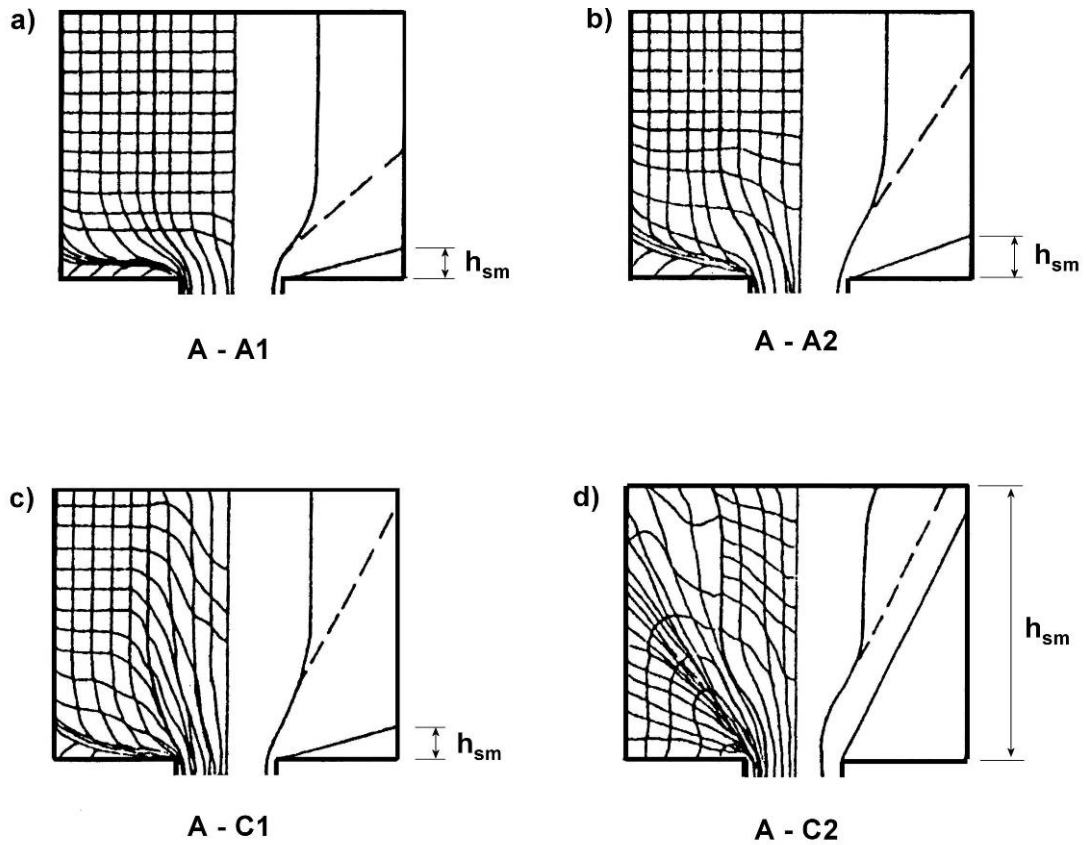 a)
h_sm
A - A1
b)
h_sm
A - A2
c)
h_sm
A - C1
d)
h_sm
A - C2